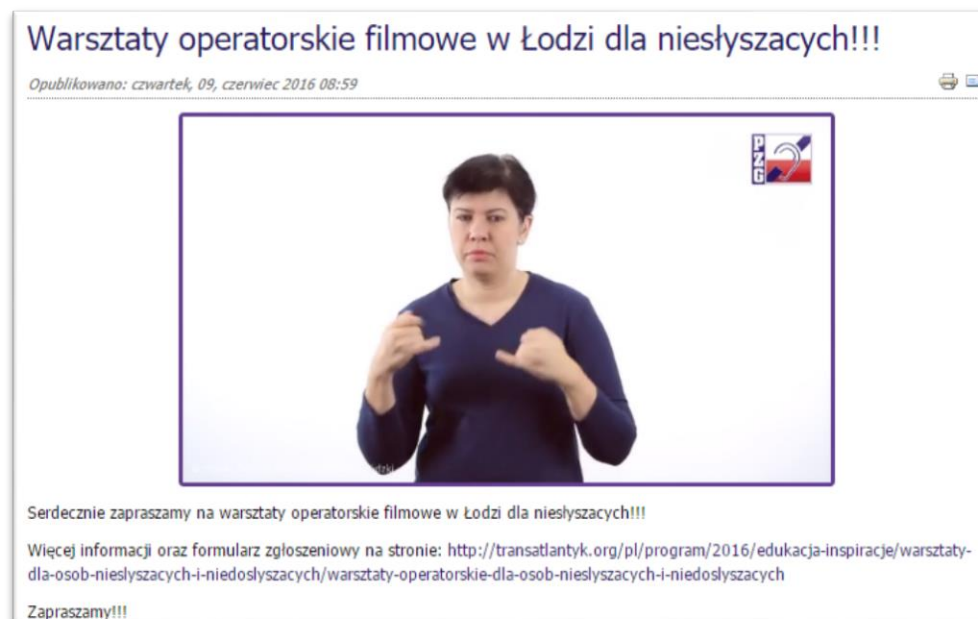 Warsztaty operatorskie filmowe w Łodzi dla niesłyszacych!!!
Opublikowano: czwartek, 09, czerwiec 2016 08:59
PZG
Serdecznie zapraszamy na warsztaty operatorskie filmowe w Łodzi dla niesłyszacych!!!
Więcej informacji oraz formularz zgłoszeniowy na stronie: http://transatlantyk.org/pl/program/2016/edukacja-inspiracje/warsztaty-
dla-osob-nieslyszacych-i-niedoslyszacych/warsztaty-operatorskie-dla-osob-nieslyszacych-i-niedoslyszacych
Zapraszamy!!!